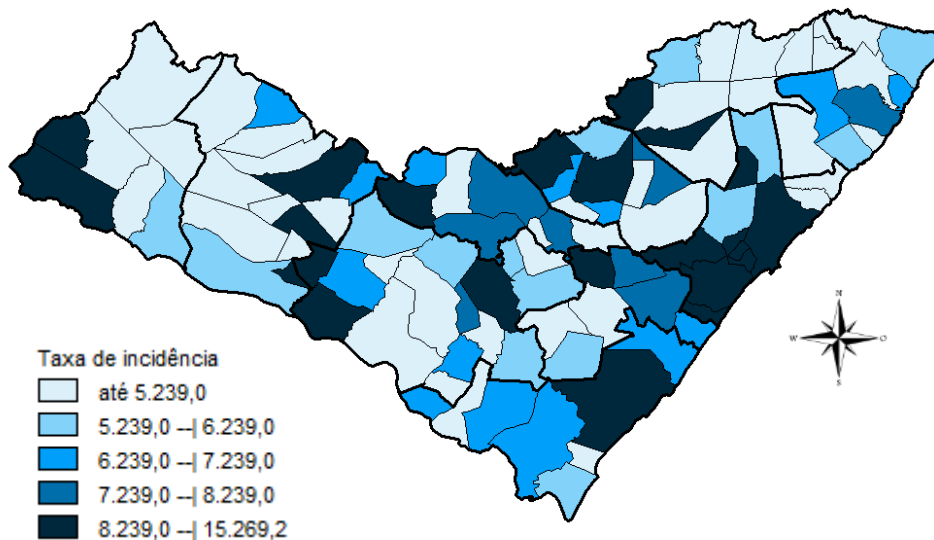 N
W
O
S
Taxa de incidência
até 5.239,0
5.239,0 --| 6.239,0
6.239,0 --| 7.239,0
7.239,0 --| 8.239,0
8.239,0 --| 15.269,2